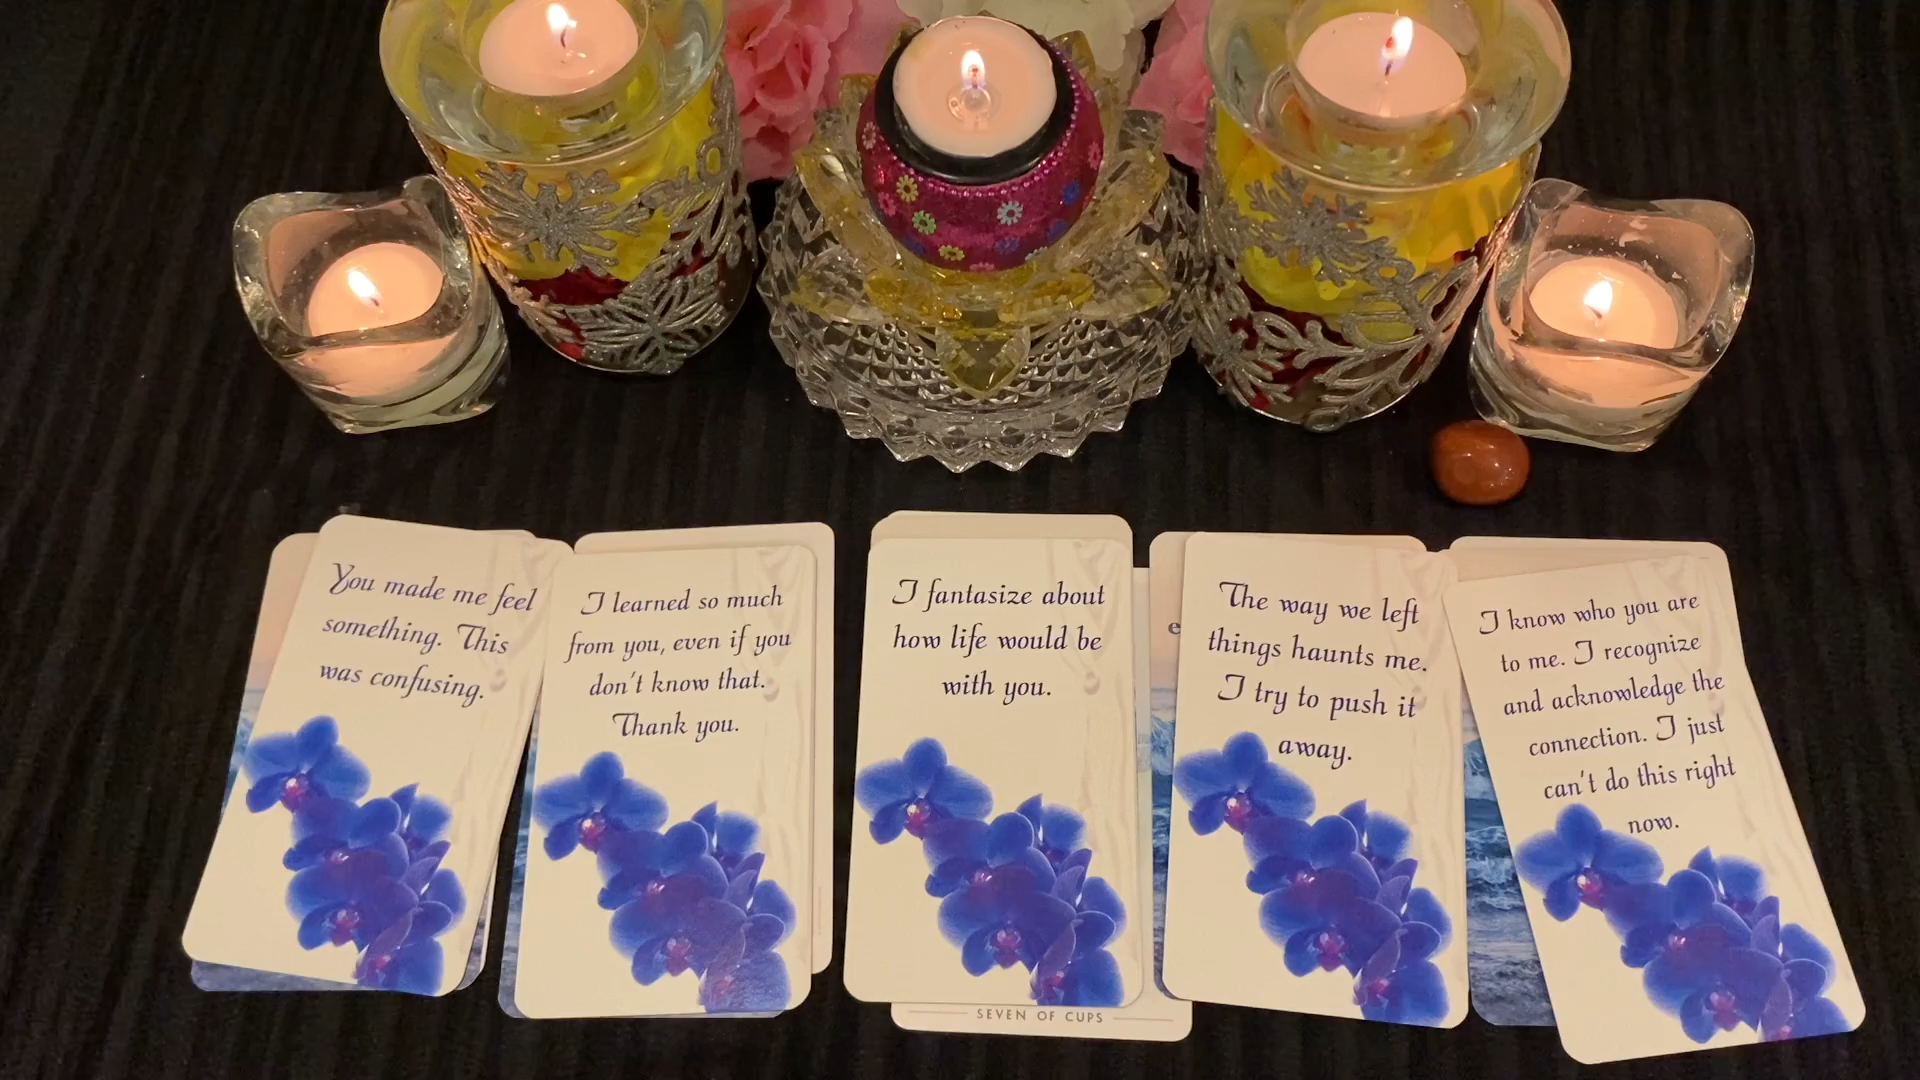 You made me feel
something. This
was confusing.
I learned so much
from you, even if you
don't know that.
Thank you.
I fantasize about
how life would be
with you.
SEVEN OF CUPS
e
The way we left
things haunts me.
I try to push it
away.
I know who you are
to me. I recognize
and acknowledge the
connection. I just
can't do this right
now.